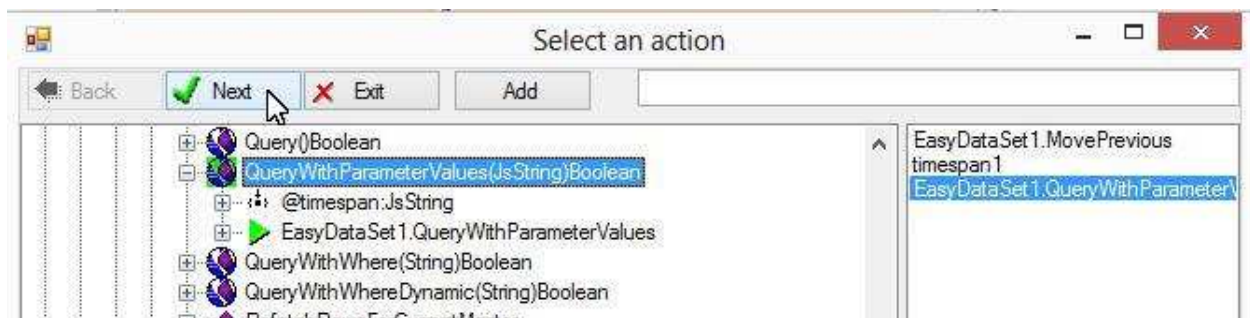 Select an action
Back Next Exit Add
Query()Boolean
QueryWithParameterValues(JsString)Boolean
@timespan:JsString
EasyDataSet1.QueryWithParameterValues
QueryWithWhere(String)Boolean
QueryWithWhereDynamic(String)Boolean
EasyDataSet1.MovePrevious
timespan1
EasyDataSet1.QueryWithParameterV